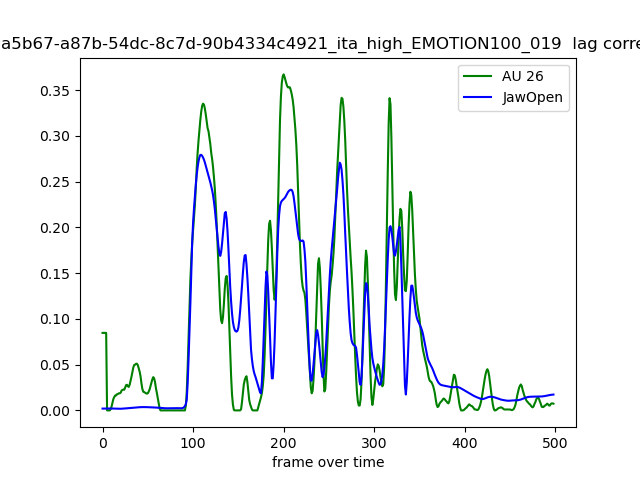 a5b67-a87b-54dc-8c7d-90b4334c4921_ita_high_EMOTION100_019 lag corre
AU 26
JawOpen
0.35
0.30
0.25
0.20
0.15
0.10
0.05
0.00
0 100 200 300 400 500
frame over time